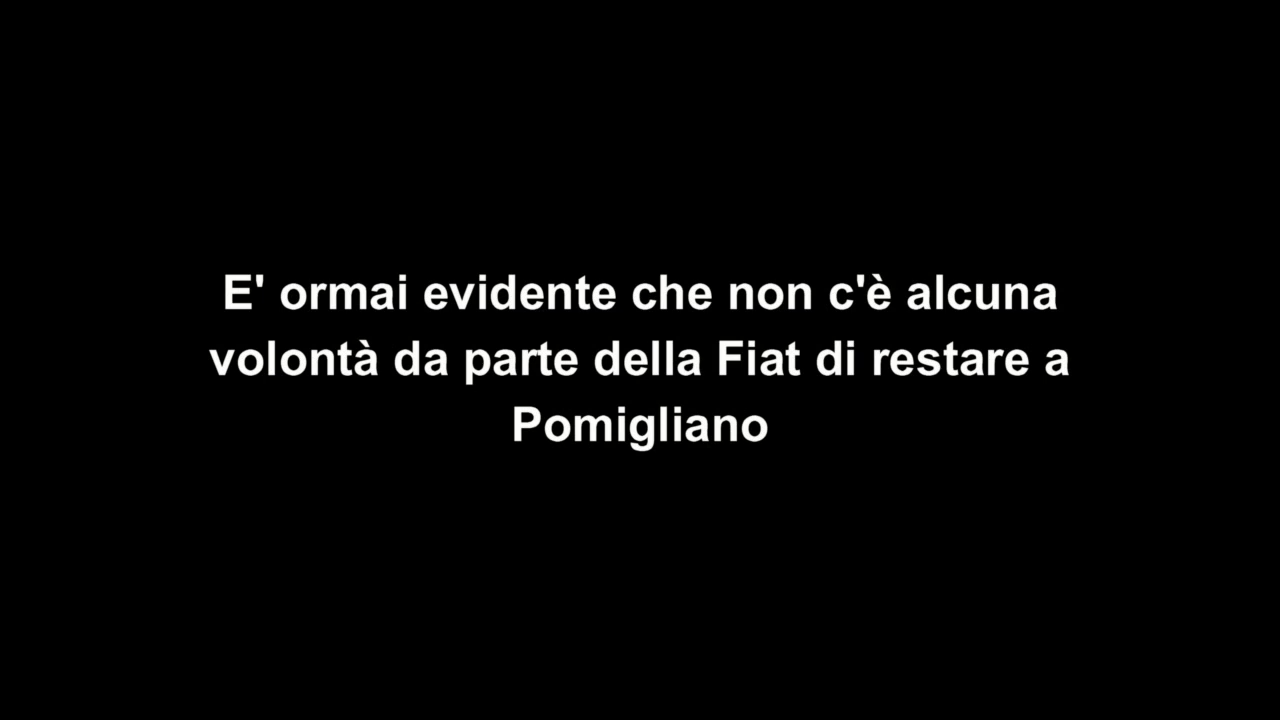 E' ormai evidente che non c'è alcuna
volontà da parte della Fiat di restare a
Pomigliano